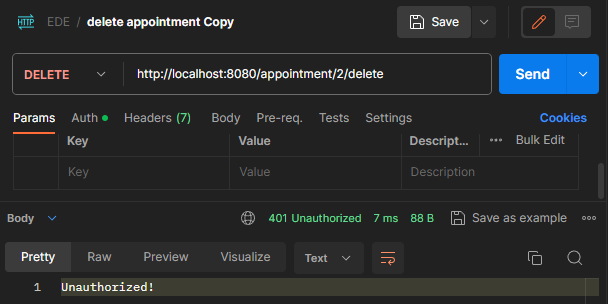 HTTP EDE / delete appointment Copy Save
DELETE http://localhost:8080/appointment/2/delete Send
Params Auth Headers (7) Body Pre-req. Tests Settings Cookies
Key Value Descript... Bulk Edit
Key Value Description
Body 401 Unauthorized 7 ms 88 B Save as example
Pretty Raw Preview Visualize Text
1 Unauthorized!